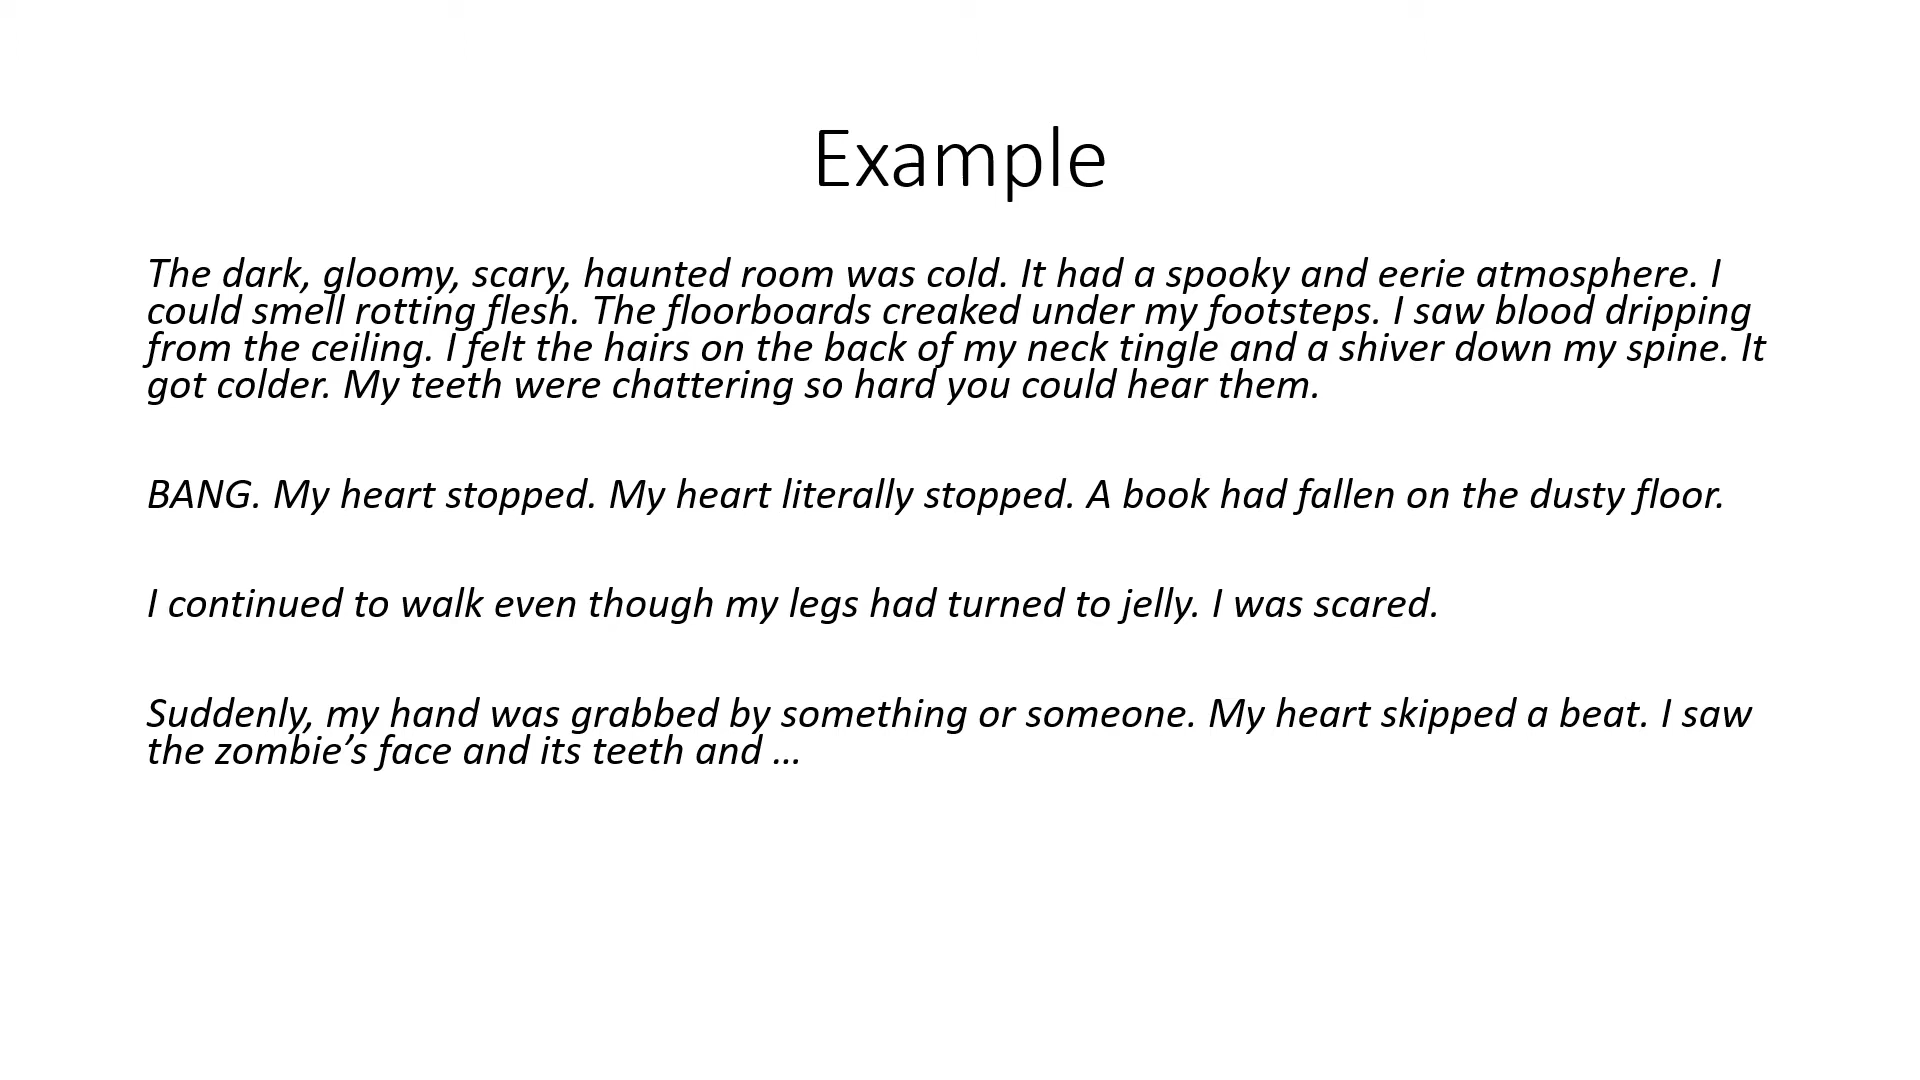 Example
The dark, gloomy, scary, haunted room was cold. It had a spooky and eerie atmosphere. I
could smell rotting flesh. The floorboards creaked under my footsteps. I saw blood dripping
from the ceiling. I felt the hairs on the back of my neck tingle and a shiver down my spine. It
got colder. My teeth were chattering so hard you could hear them.
BANG. My heart stopped. My heart literally stopped. A book had fallen on the dusty floor.
I continued to walk even though my legs had turned to jelly. I was scared.
Suddenly, my hand was grabbed by something or someone. My heart skipped a beat. I saw
the zombie’s face and its teeth and …